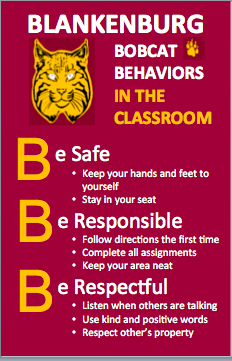 BLANKENBURG
BOBCAT
BEHAVIORS
IN THE
CLASSROOM
Be Safe
• Keep your hands and feet to
yourself
• Stay in your seat
Be Responsible
• Follow directions the first time
• Complete all assignments
• Keep your area neat
Be Respectful
• Listen when others are talking
• Use kind and positive words
• Respect other's property